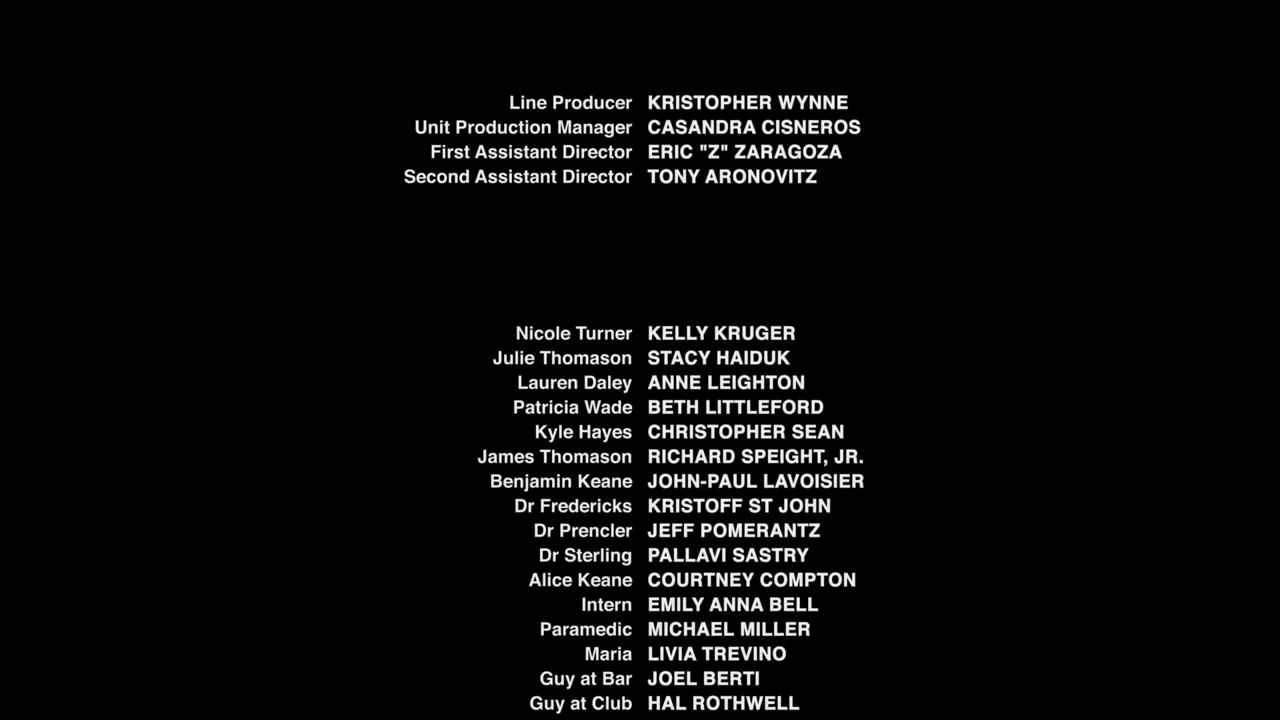 Line Producer KRISTOPHER WYNNE
Unit Production Manager CASANDRA CISNEROS
First Assistant Director ERIC "Z" ZARAGOZA
Second Assistant Director TONY ARONOVITZ
Nicole Turner KELLY KRUGER
Julie Thomason STACY HAIDUK
Lauren Daley ANNE LEIGHTON
Patricia Wade BETH LITTLEFORD
Kyle Hayes CHRISTOPHER SEAN
James Thomason RICHARD SPEIGHT, JR.
Benjamin Keane JOHN-PAUL LAVOISIER
Dr Fredericks KRISTOFF ST JOHN
Dr Prencler JEFF POMERANTZ
Dr Sterling PALLAVI SASTRY
Alice Keane COURTNEY COMPTON
Intern EMILY ANNA BELL
Paramedic MICHAEL MILLER
Maria LIVIA TREVINO
Guy at Bar JOEL BERTI
Guy at Club HAL ROTHWELL